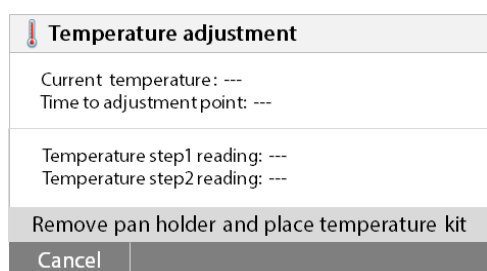 Temperature adjustment
Current temperature: ---
Time to adjustment point: ---
Temperature step1 reading: ---
Temperature step2 reading: ---
Remove pan holder and place temperature kit
Cancel